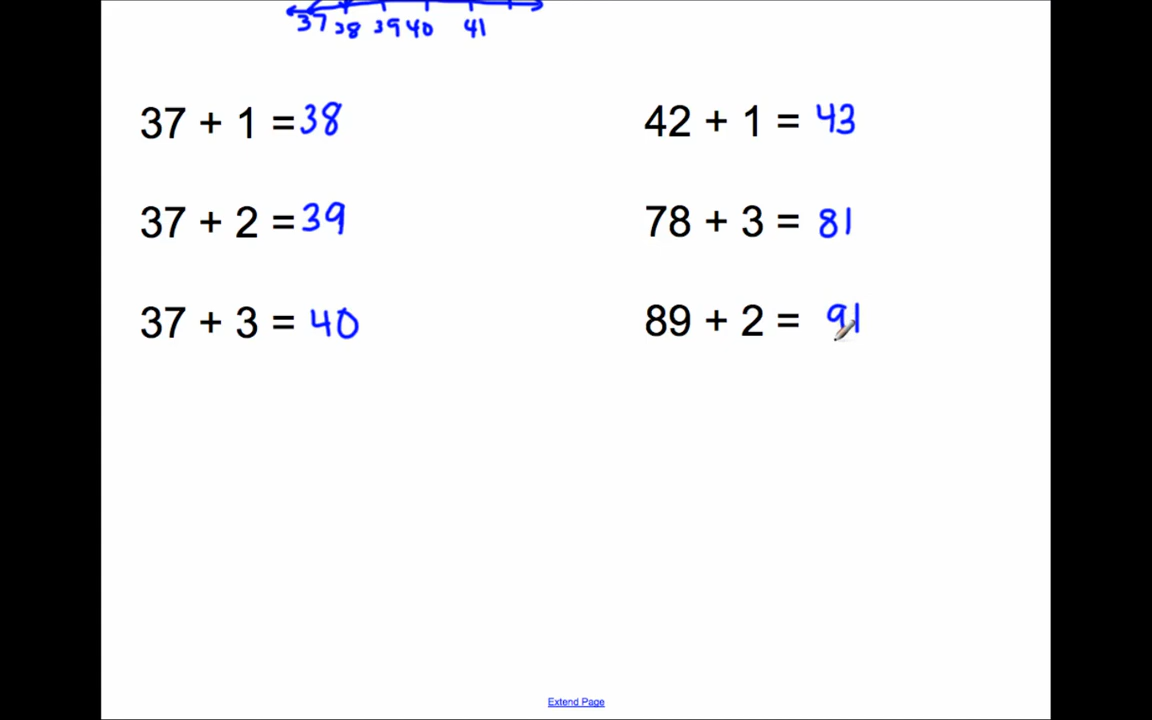 37 38 39 40 41
37 + 1 = 38
42 + 1 = 43
37 + 2 = 39
78 + 3 = 81
37 + 3 = 40
89 + 2 = 91
Extend Page